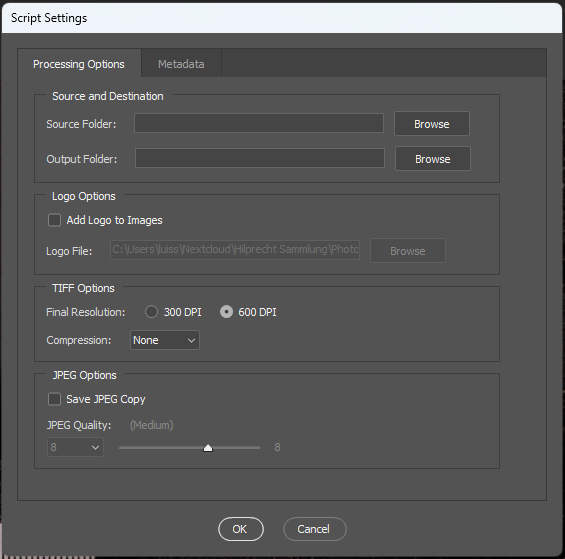 Script Settings
Processing Options Metadata
Source and Destination
Source Folder: Browse
Output Folder: Browse
Logo Options
Add Logo to Images
Logo File: C:\Users\luiss\Nextcloud\Hilprecht Sammlung\Photc Browse
TIFF Options
Final Resolution: 300 DPI 600 DPI
Compression: None
JPEG Options
Save JPEG Copy
JPEG Quality: (Medium)
8 8
OK Cancel